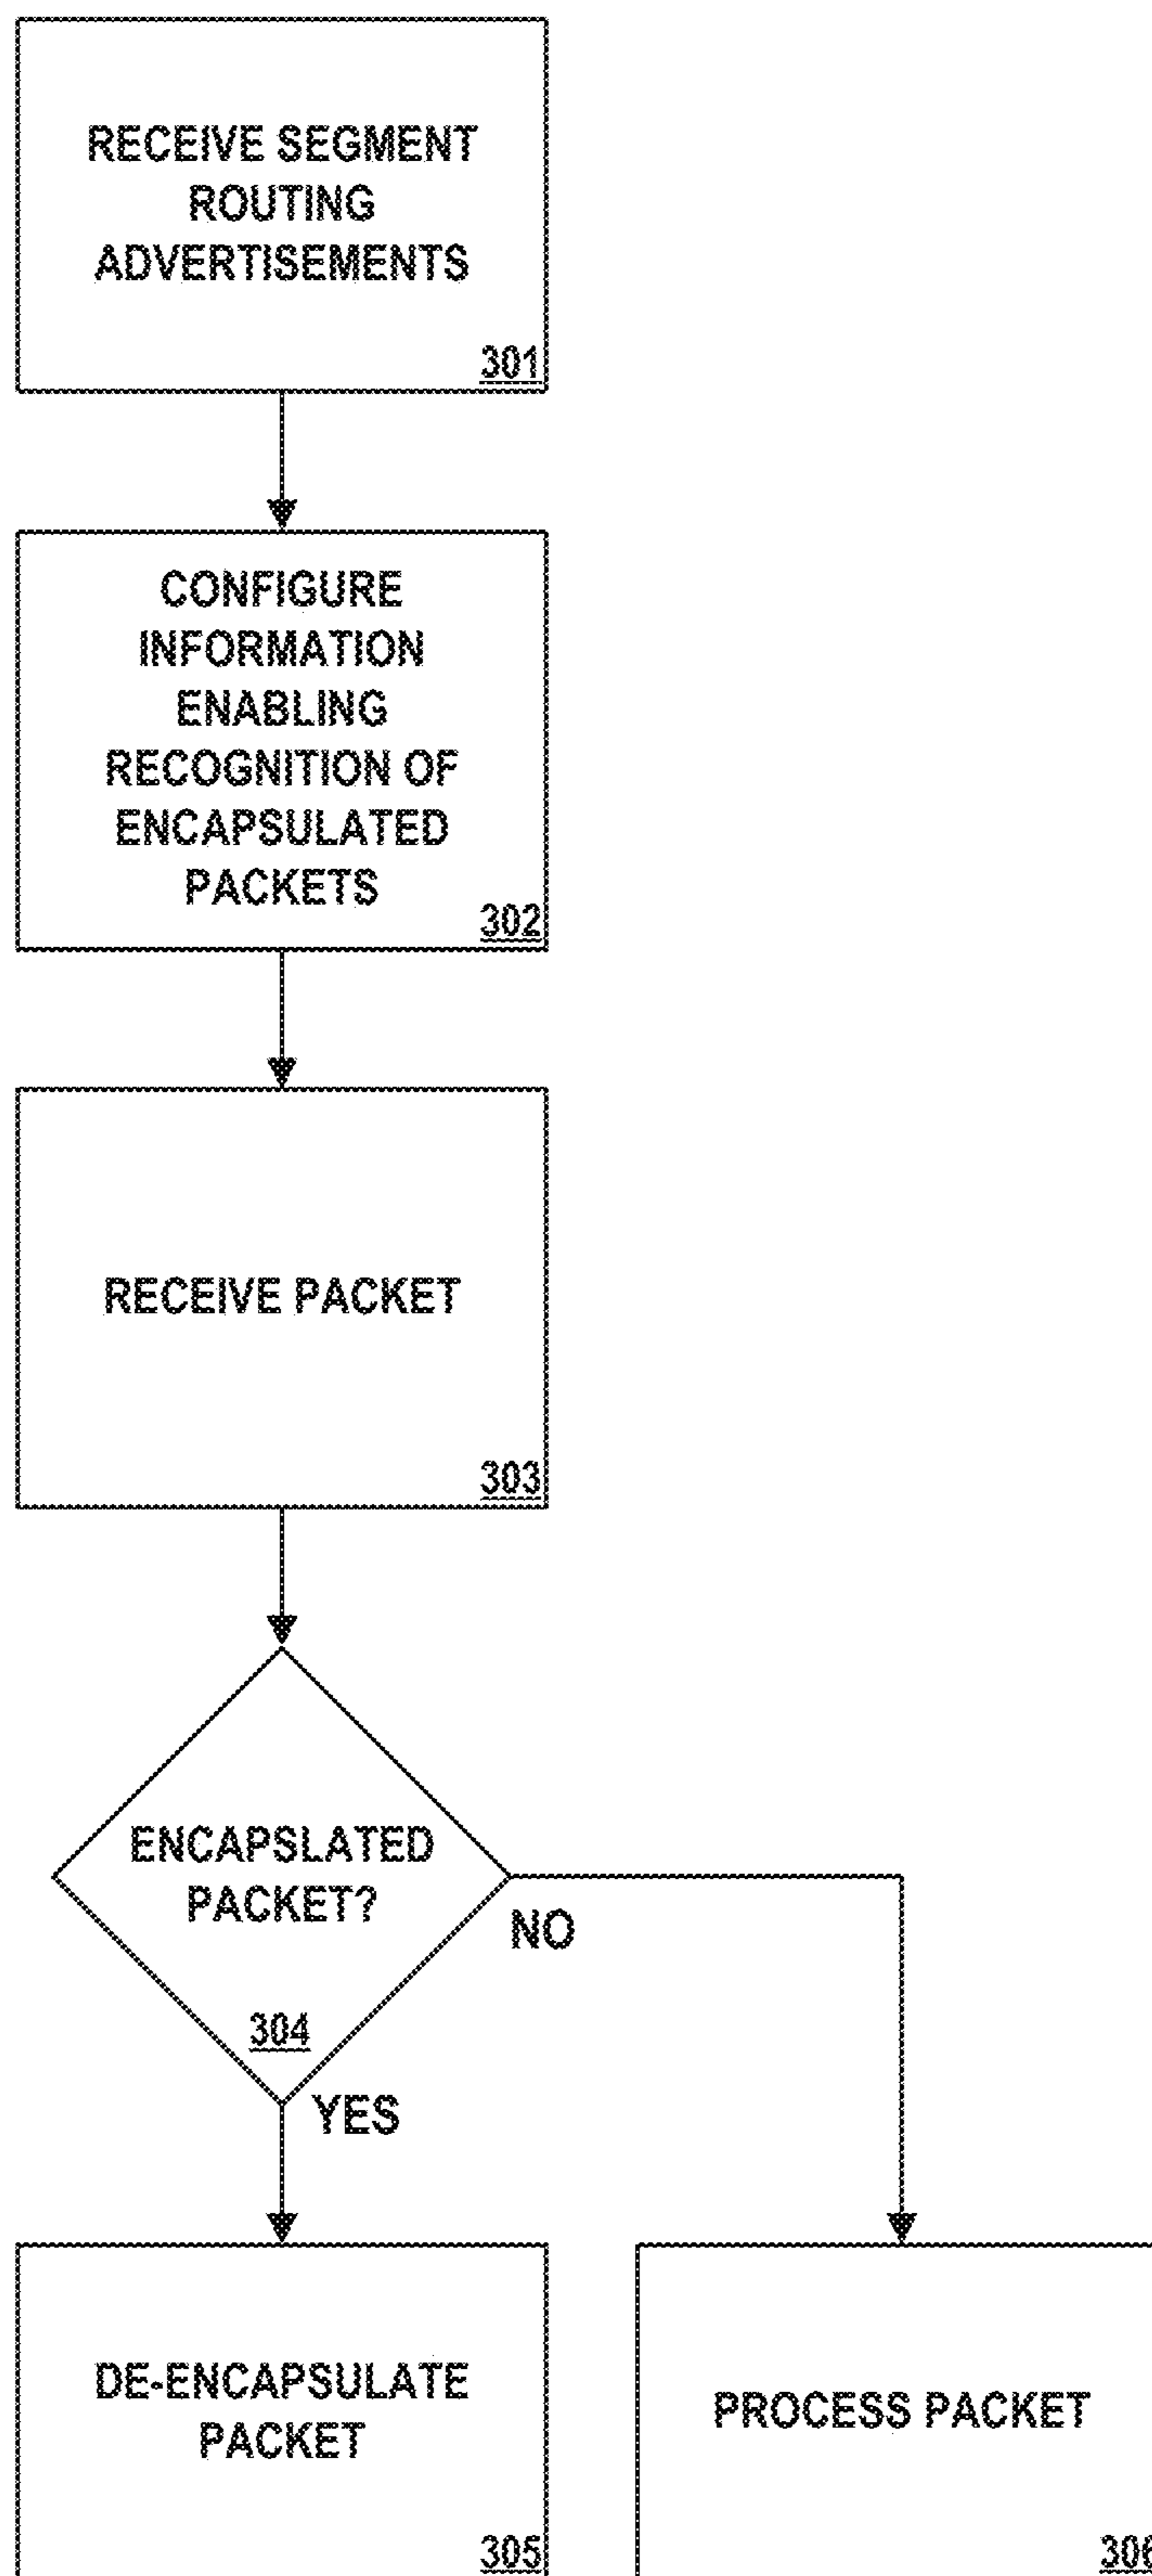 RECEIVE SEGMENT
ROUTING
ADVERTISEMENTS
301
CONFIGURE
INFORMATION
ENABLING
RECOGNITION OF
ENCAPSULATED
PACKETS
302
RECEIVE PACKET
303
ENCAPSLATED
PACKET?
304
NO
YES
DE-ENCAPSULATE
PACKET
305
PROCESS PACKET
306